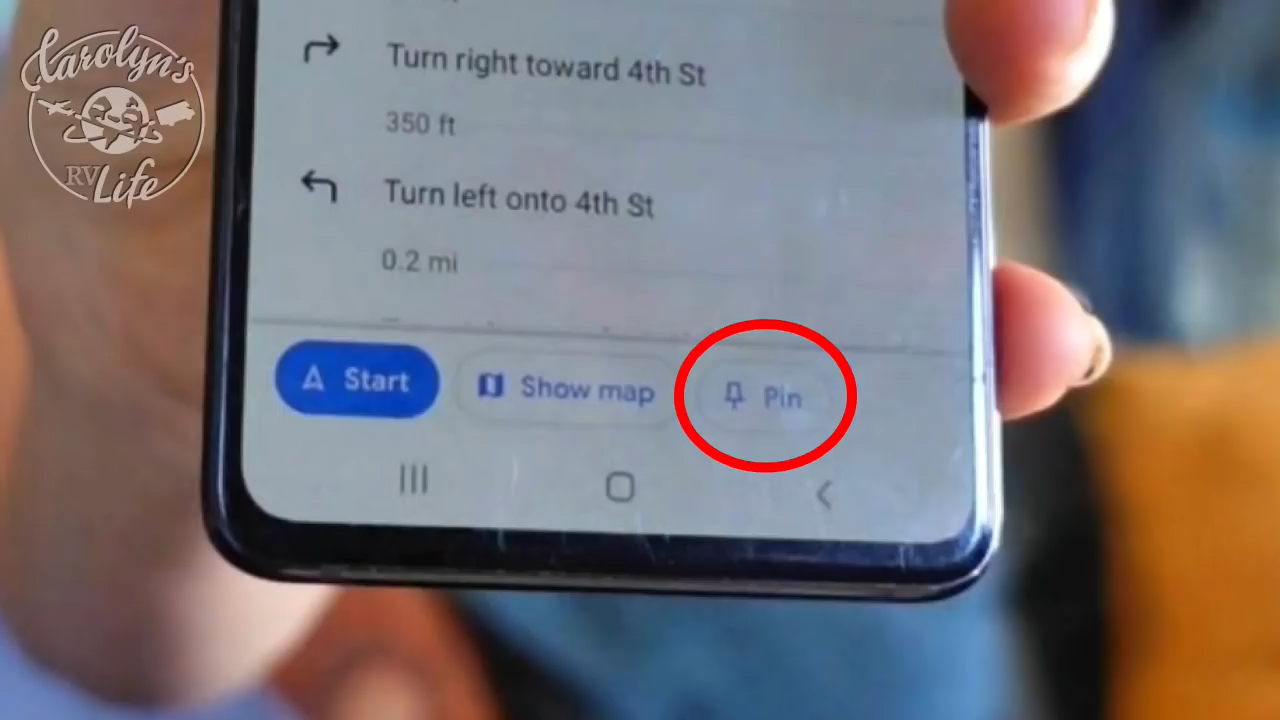 Karolyn's
RV Life
Turn right toward 4th St
350 ft
Turn left onto 4th St
0.2 mi
Start
Show map
Pin